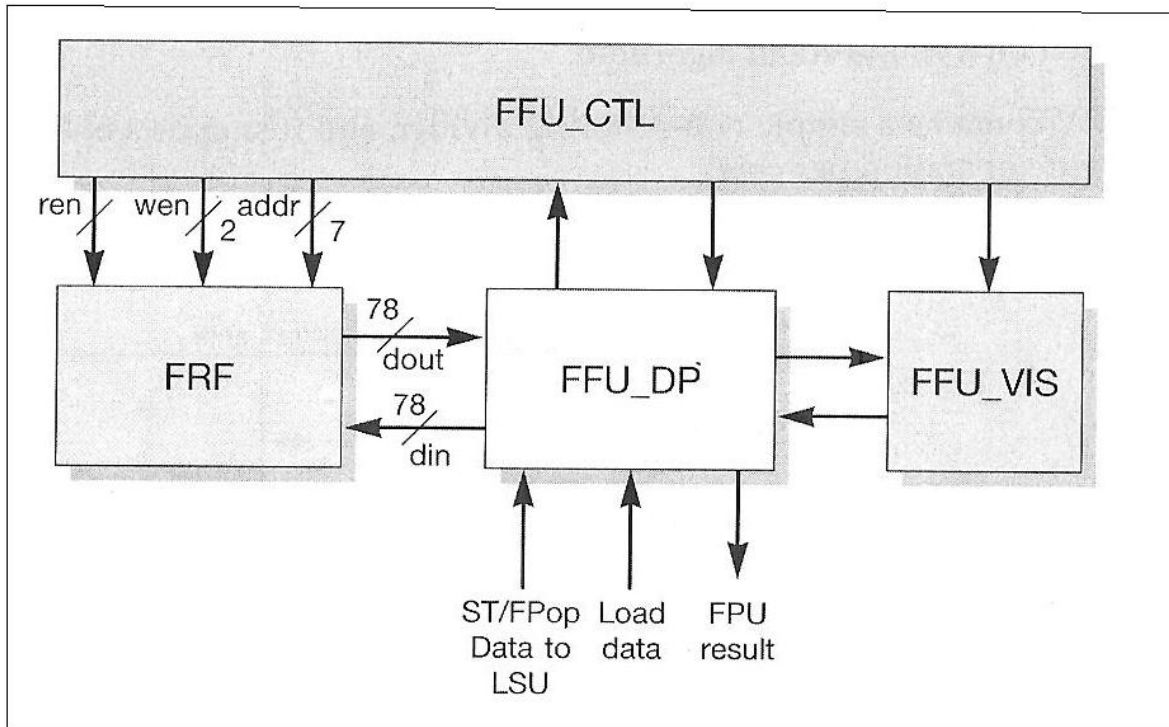 FFU_CTL
ren
wen
2
addr
7
FRF
78
dout
78
din
FFU_DP
FFU_VIS
ST/FPop
Data to
LSU
Load
data
FPU
result